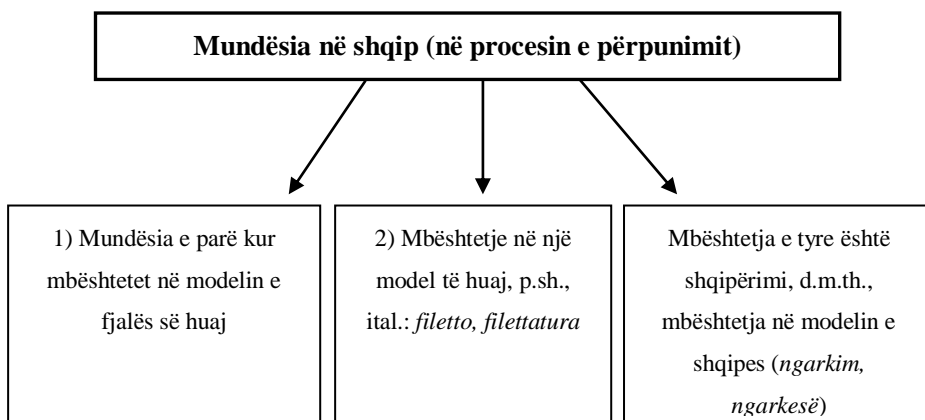 Mundësia në shqip (në procesin e përpunimit)
1) Mundësia e parë kur
mbështetet në modelin e
fjalës së huaj
2) Mbështetje në një
model të huaj, p.sh.,
ital.: filetto, filettatura
Mbështetja e tyre është
shqipërimi, d.m.th.,
mbështetja në modelin e
shqipes (ngarkim,
ngarkesë)